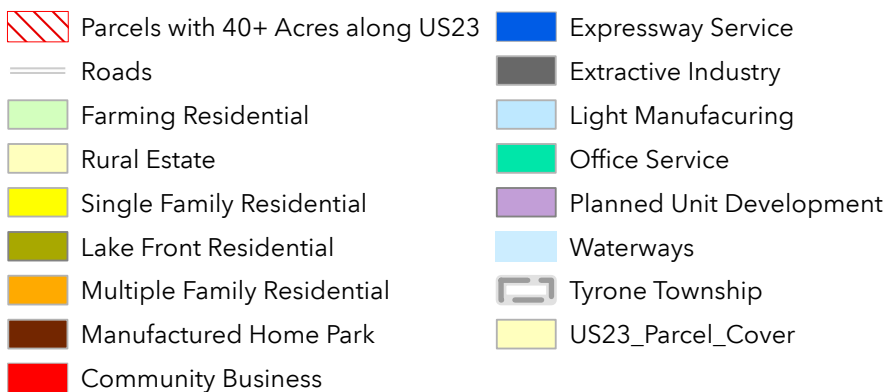 Parcels with 40+ Acres along US23
Roads
Farming Residential
Rural Estate
Single Family Residential
Lake Front Residential
Multiple Family Residential
Manufactured Home Park
Community Business
Expressway Service
Extractive Industry
Light Manufacuring
Office Service
Planned Unit Development
Waterways
Tyrone Township
US23_Parcel_Cover